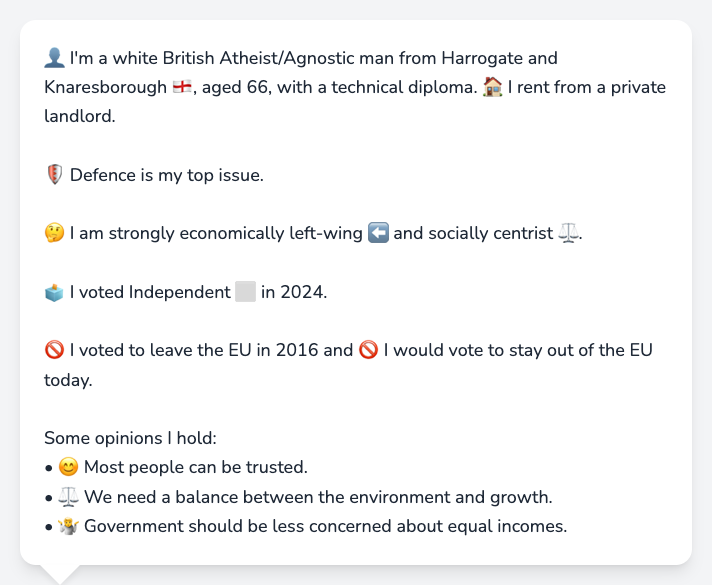 👤 I'm a white British Atheist/Agnostic man from Harrogate and
Knaresborough 🏴󠁧󠁢󠁥󠁮󠁧󠁿, aged 66, with a technical diploma. 🏠 I rent from a private
landlord.
🛡️ Defence is my top issue.
🤔 I am strongly economically left-wing ⬅️ and socially centrist ⚖️.
🗳️ I voted Independent ⬜ in 2024.
🚫 I voted to leave the EU in 2016 and 🚫 I would vote to stay out of the EU
today.
Some opinions I hold:
• 😊 Most people can be trusted.
• ⚖️ We need a balance between the environment and growth.
• 🤷 Government should be less concerned about equal incomes.